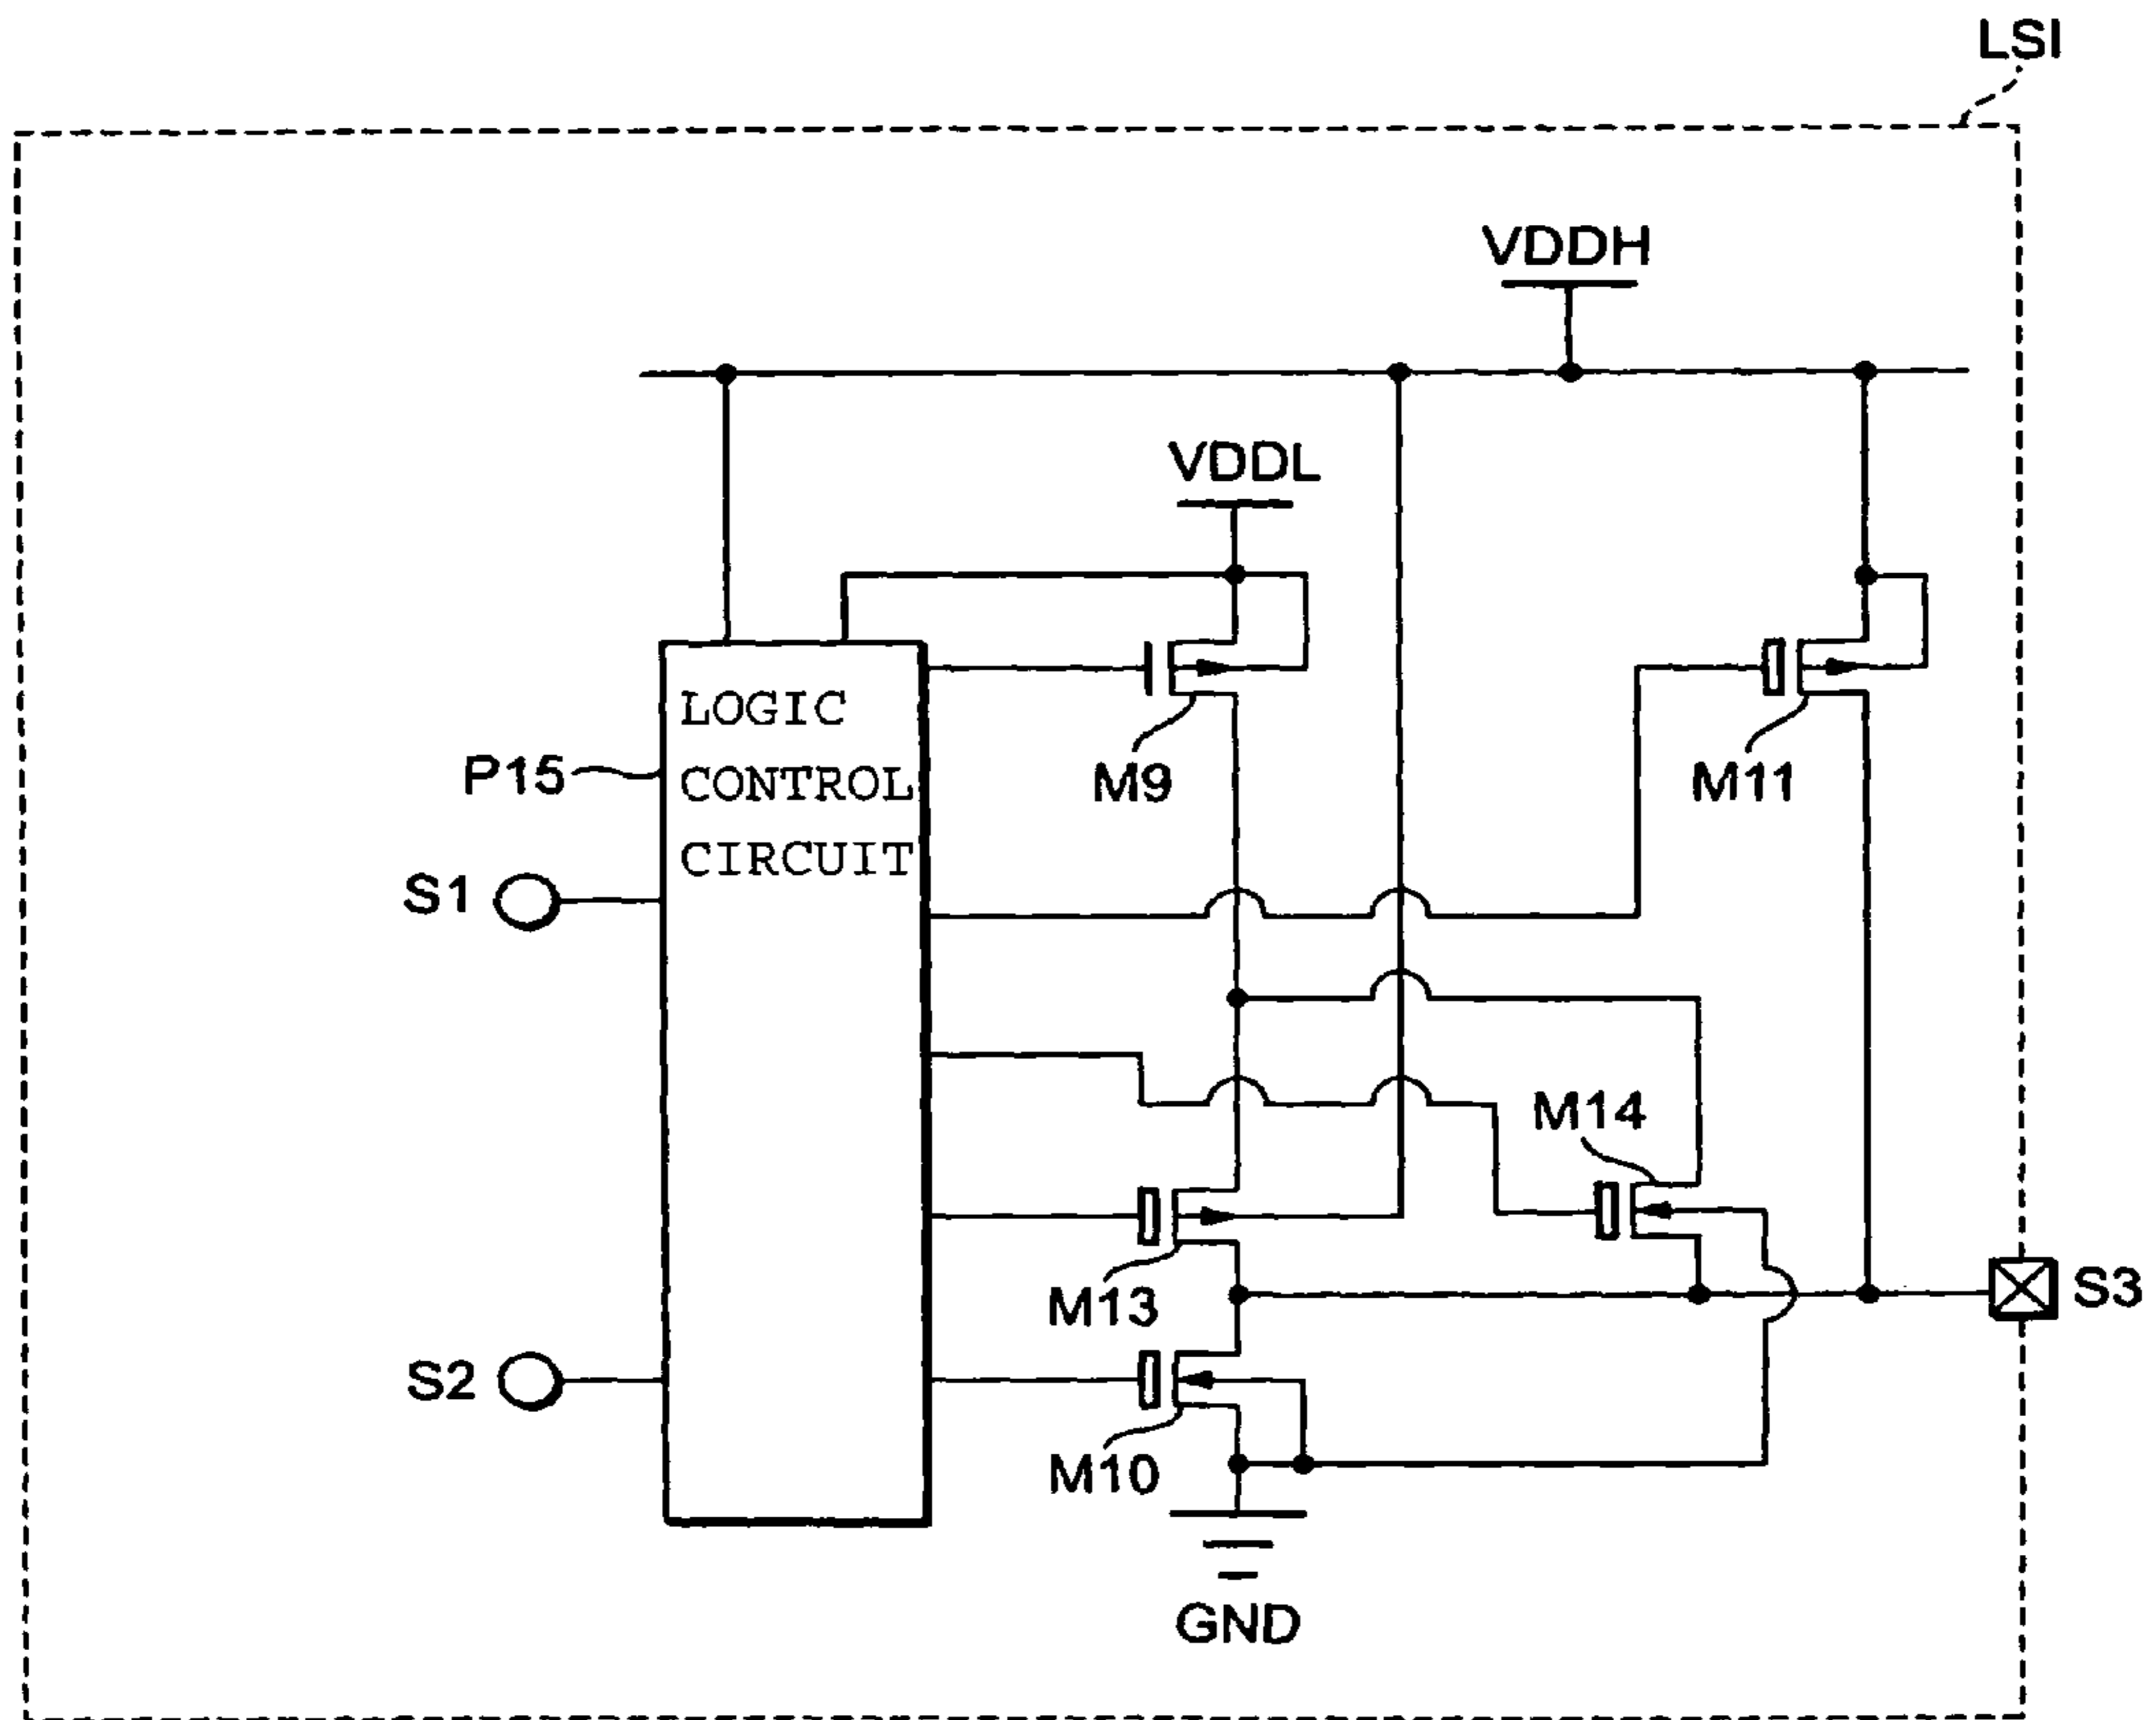 LSI
VDDH
VDDL
LOGIC
CONTROL
CIRCUIT
P15
M9
M11
S1
M14
M13
S3
S2
M10
GND